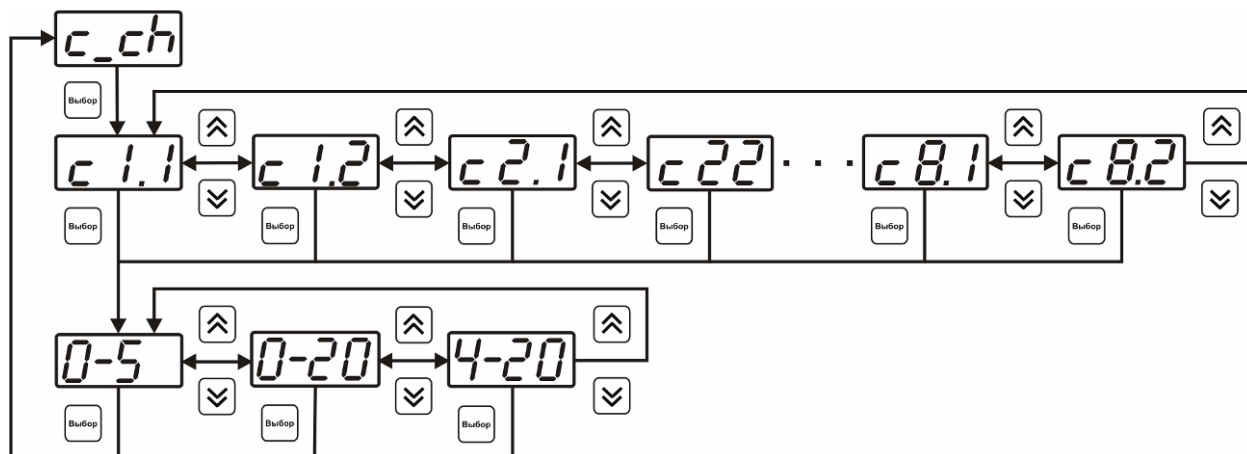 c_ch
Выбор
c 1.1 c 1.2 c 2.1 c 22 . . . c 8.1 c 8.2
Выбор Выбор Выбор Выбор Выбор Выбор
0-5 0-20 4-20
Выбор Выбор Выбор